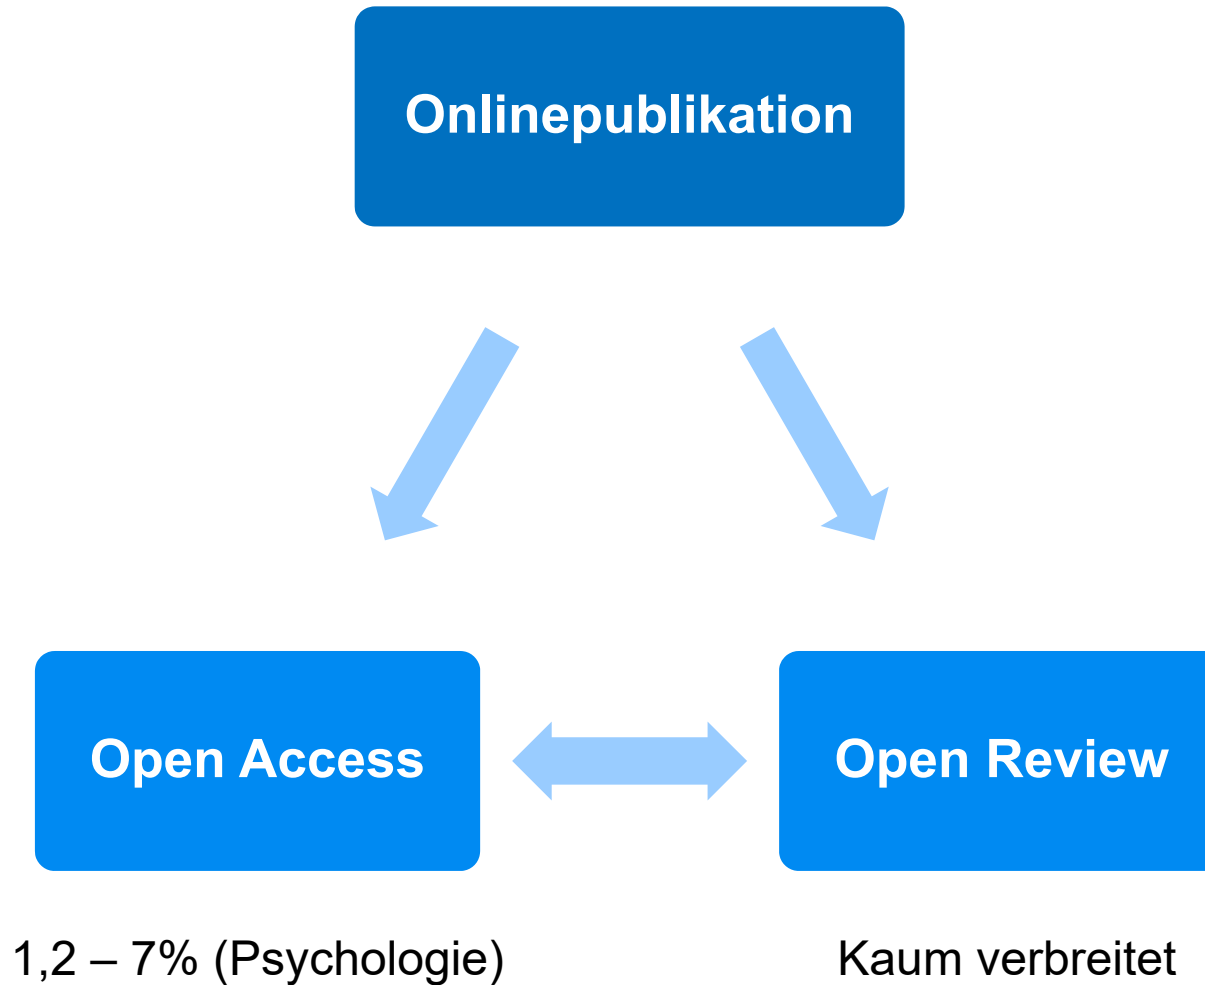 Onlinepublikation
Open Access
Open Review
1,2 – 7% (Psychologie)
Kaum verbreitet